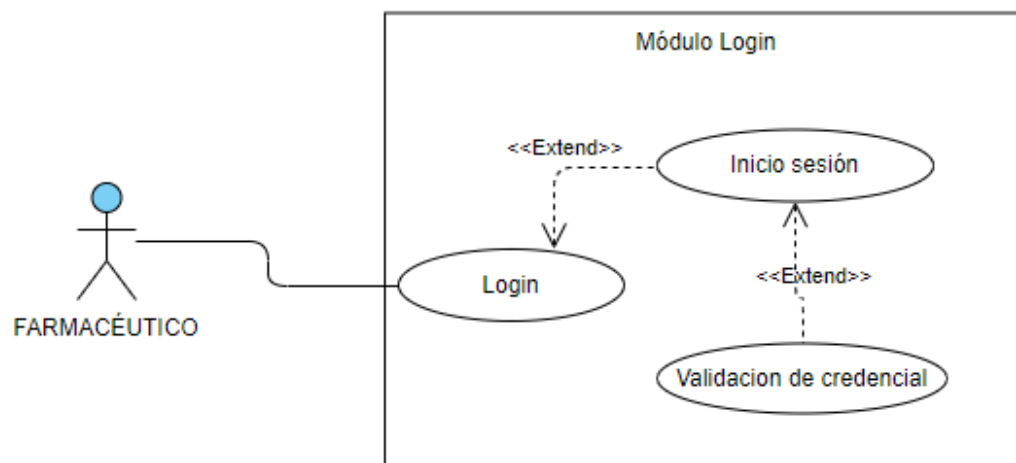 Módulo Login
<<Extend>>
Inicio sesión
<<Extend>>
Login
FARMACÉUTICO
Validacion de credencial